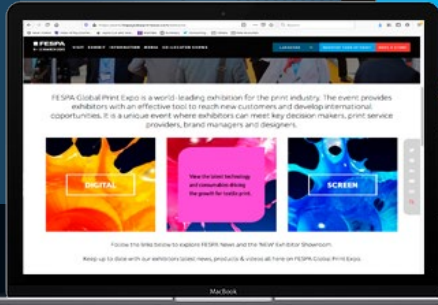 FESPA VISIT EXHIBIT INFORMATION MEDIA CO-LOCATED SHOWS
FESPA Global Print Expo is a world-leading exhibition for the print industry. The event provides
exhibitors with an effective tool to reach new customers and develop international
opportunities. It is a unique event where exhibitors can meet key decision makers, print service
providers, brand managers and designers.
DIGITAL
View the latest technology
and consumables driving
the growth for textile print.
SCREEN
Follow the links below to explore FESPA News and the 'NEW' Exhibitor Showroom.
Keep up to date with our exhibitors latest news, products & videos all here on FESPA Global Print Expo.
MacBook